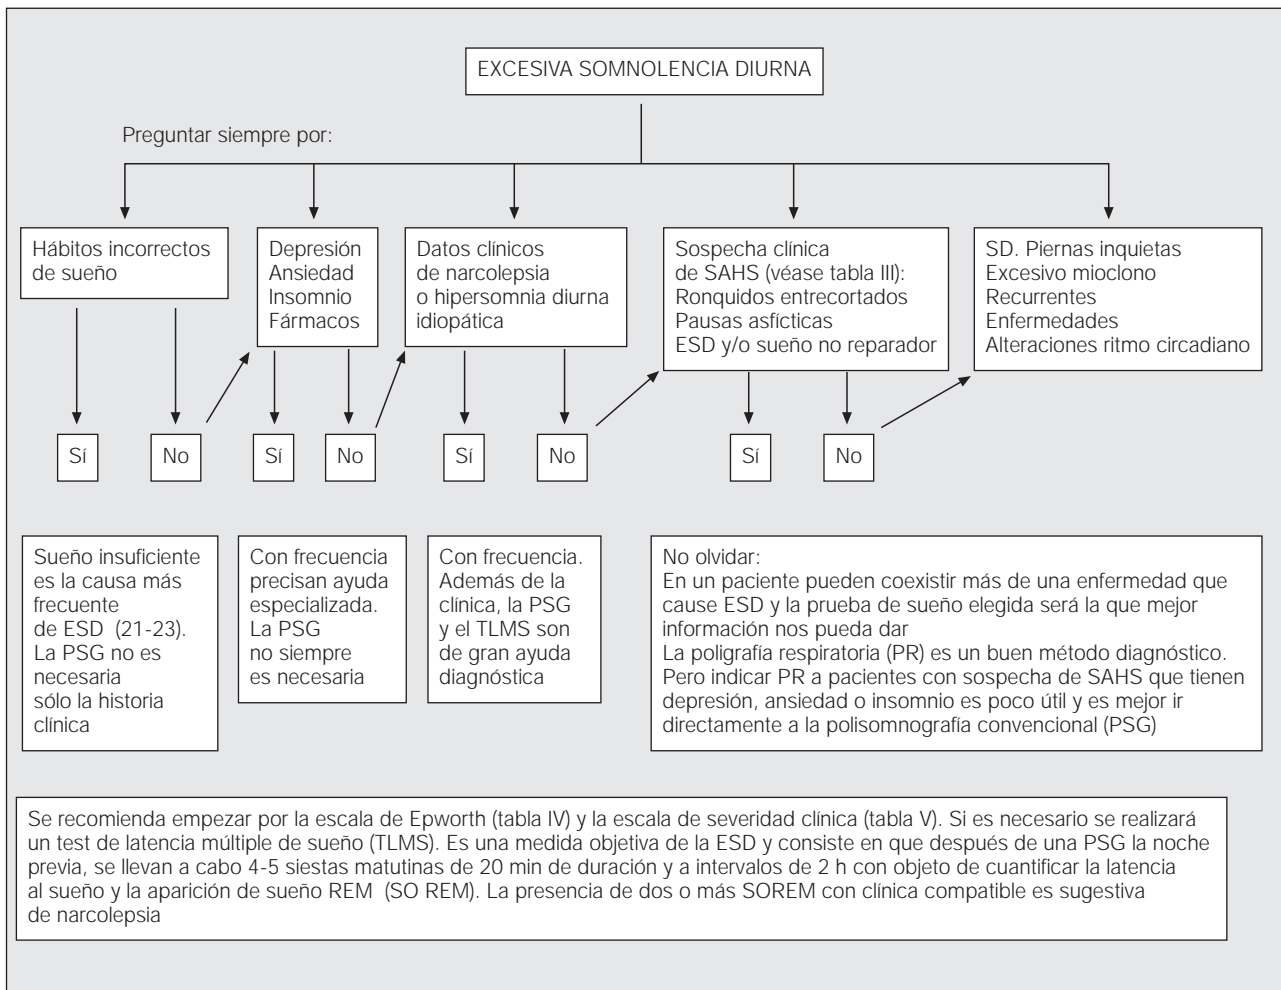 EXCESIVA SOMNOLENCIA DIURNA
Preguntar siempre por:
Hábitos incorrectos
de sueño
Depresión
Ansiedad
Insomnio
Fármacos
Datos clínicos
de narcolepsia
o hipersomnia diurna
idiopática
Sospecha clínica
de SAHS (véase tabla III):
Ronquidos entrecortados
Pausas asfícticas
ESD y/o sueño no reparador
SD. Piernas inquietas
Excesivo mioclono
Recurrentes
Enfermedades
Alteraciones ritmo circadiano
Sí
No
Sí
No
Sí
No
Sí
No
Sueño insuficiente
es la causa más
frecuente
de ESD (21-23).
La PSG no es
necesaria
sólo la historia
clínica
Con frecuencia
precisan ayuda
especializada.
La PSG
no siempre
es necesaria
Con frecuencia.
Además de la
clínica, la PSG
y el TLMS son
de gran ayuda
diagnóstica
No olvidar:
En un paciente pueden coexistir más de una enfermedad que
cause ESD y la prueba de sueño elegida será la que mejor
información nos pueda dar
La poligrafía respiratoria (PR) es un buen método diagnóstico.
Pero indicar PR a pacientes con sospecha de SAHS que tienen
depresión, ansiedad o insomnio es poco útil y es mejor ir
directamente a la polisomnografía convencional (PSG)
Se recomienda empezar por la escala de Epworth (tabla IV) y la escala de severidad clínica (tabla V). Si es necesario se realizará
un test de latencia múltiple de sueño (TLMS). Es una medida objetiva de la ESD y consiste en que después de una PSG la noche
previa, se llevan a cabo 4-5 siestas matutinas de 20 min de duración y a intervalos de 2 h con objeto de cuantificar la latencia
al sueño y la aparición de sueño REM (SO REM). La presencia de dos o más SOREM con clínica compatible es sugestiva
de narcolepsia